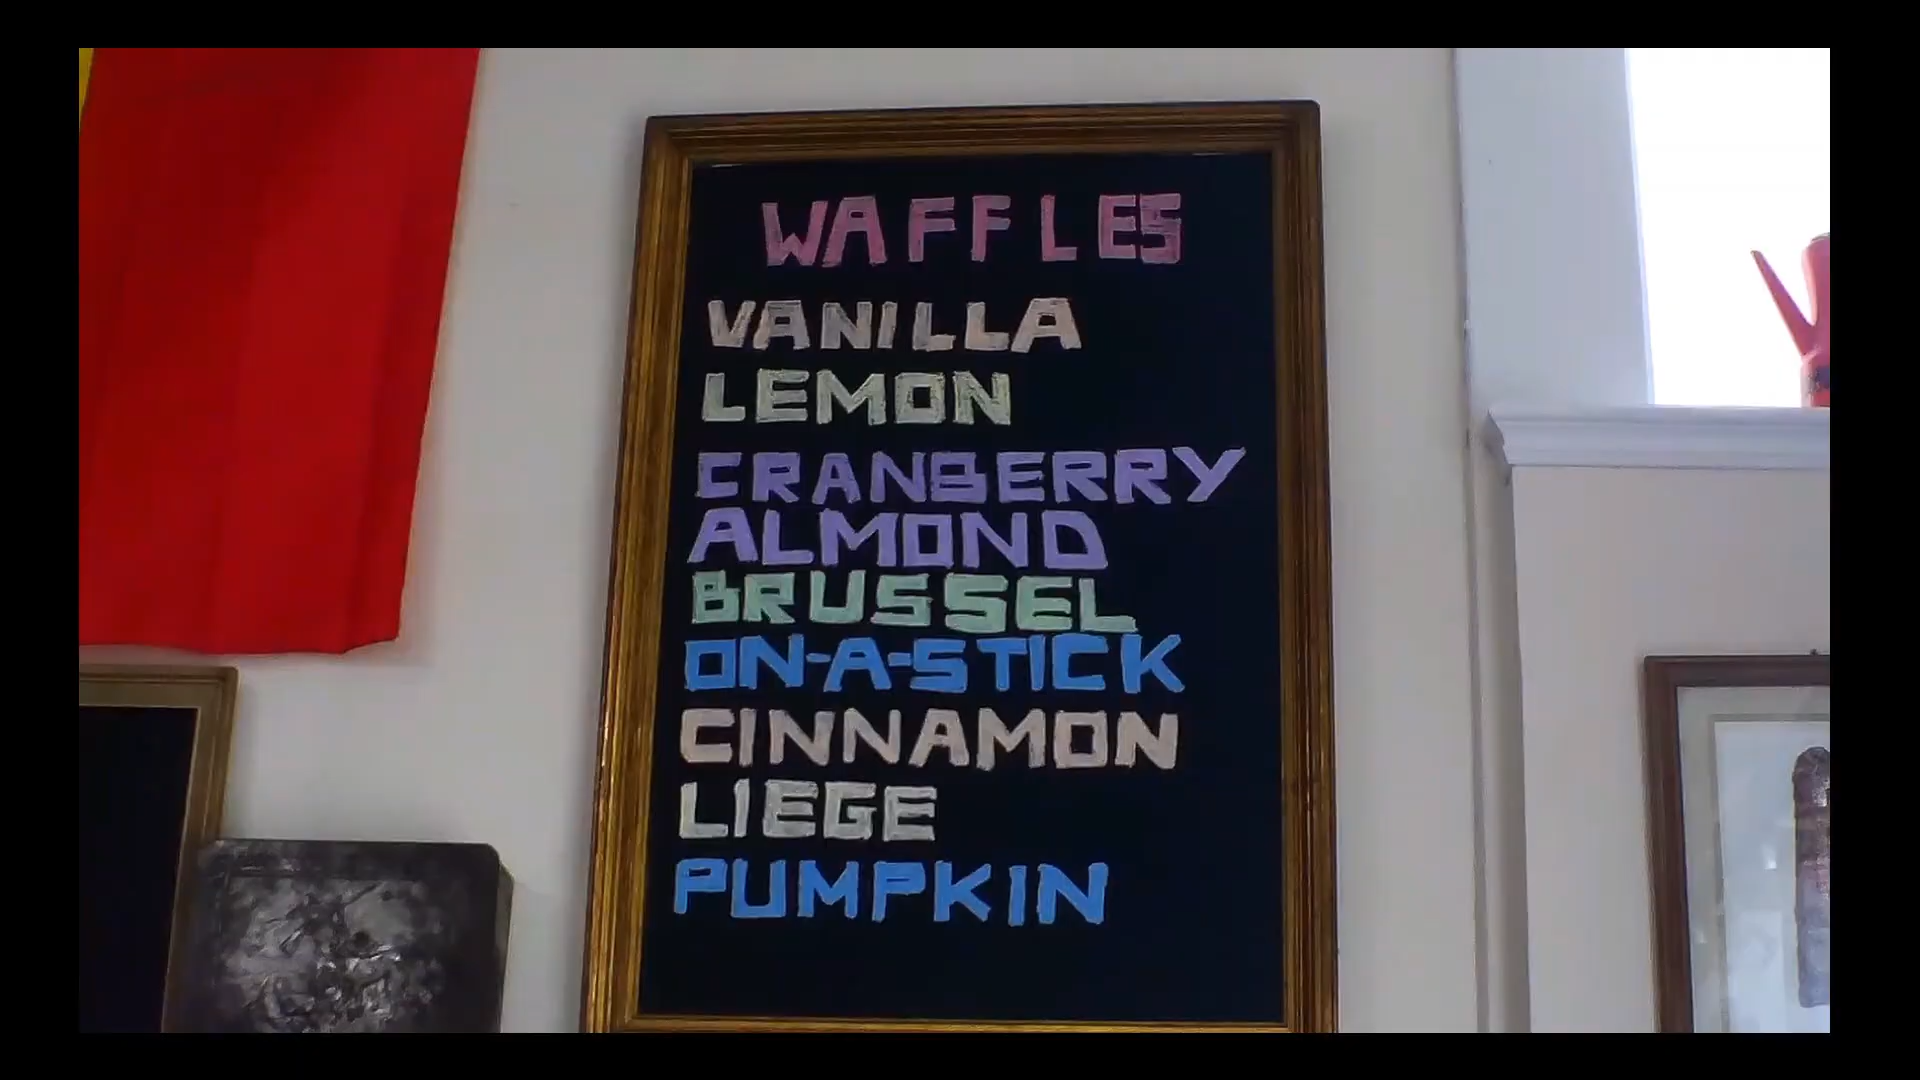 WAFFLES
VANILLA
LEMON
CRANBERRY
ALMOND
BRUSSEL
ON-A-STICK
CINNAMON
LIEGE
PUMPKIN